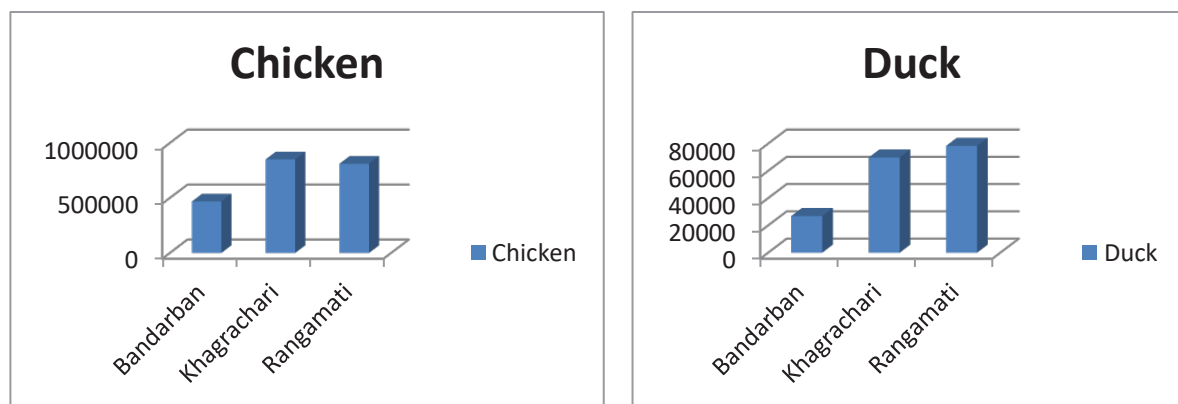 Chicken
1000000
500000
0
Bandarban
Khagrachari
Rangamati
Chicken
Duck
80000
60000
40000
20000
0
Bandarban
Khagrachari
Rangamati
Duck